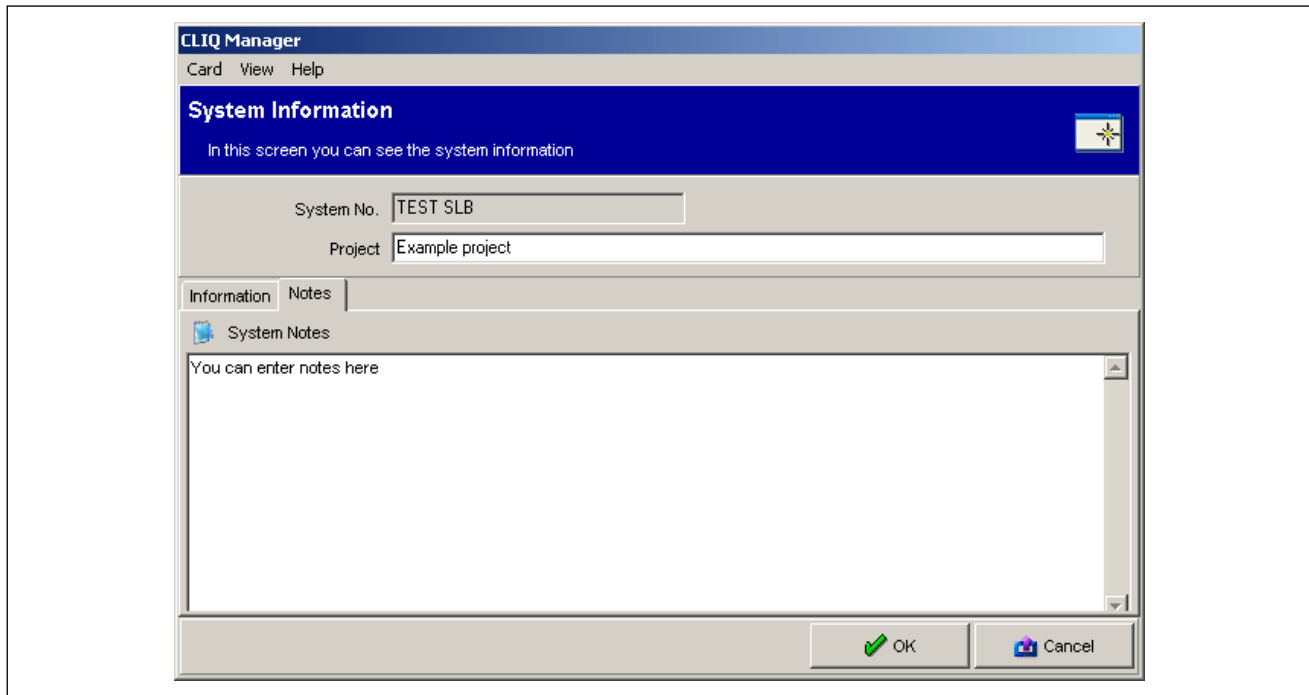 CLIQ Manager
Card View Help
System Information
In this screen you can see the system information
System No. TEST SLB
Project Example project
Information Notes
System Notes
You can enter notes here
OK Cancel